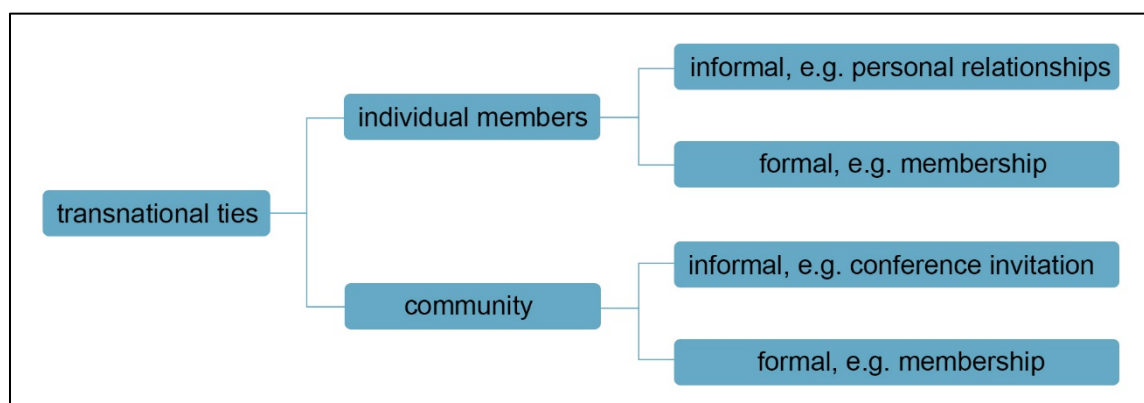 transnational ties
individual members
informal, e.g. personal relationships
formal, e.g. membership
community
informal, e.g. conference invitation
formal, e.g. membership